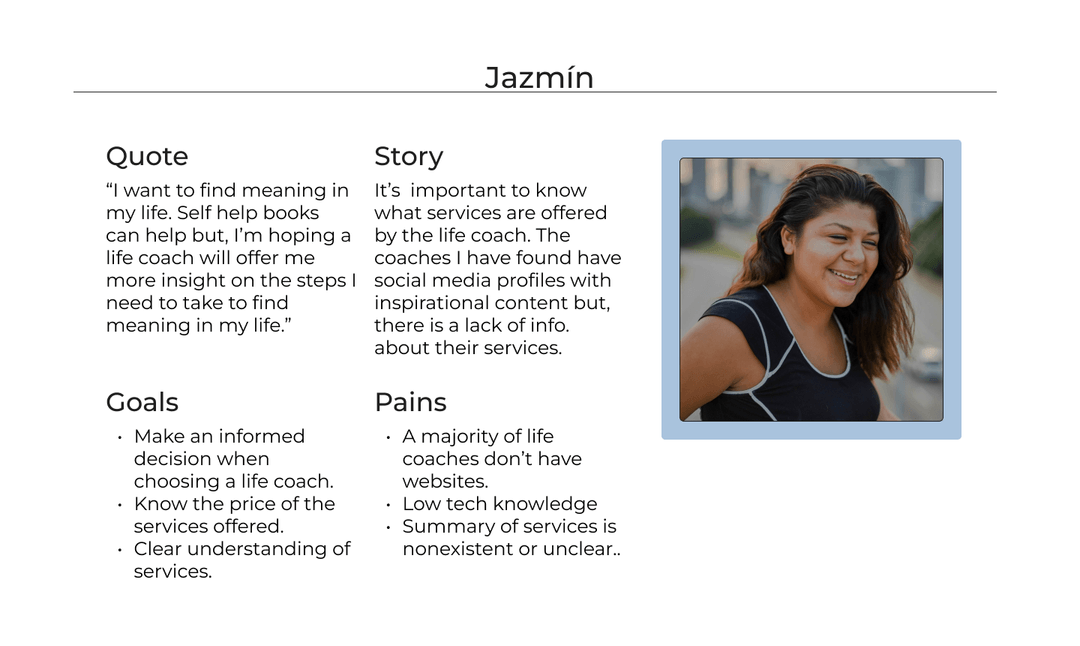 Jazmín
Quote
“I want to find meaning in
my life. Self help books
can help but, I’m hoping a
life coach will offer me
more insight on the steps I
need to take to find
meaning in my life.”
Story
It’s  important to know
what services are offered
by the life coach. The
coaches I have found have
social media profiles with
inspirational content but,
there is a lack of info.
about their services.
Goals
• Make an informed
decision when
choosing a life coach.
• Know the price of the
services offered.
• Clear understanding of
services.
Pains
• A majority of life
coaches don’t have
websites.
• Low tech knowledge
• Summary of services is
nonexistent or unclear..